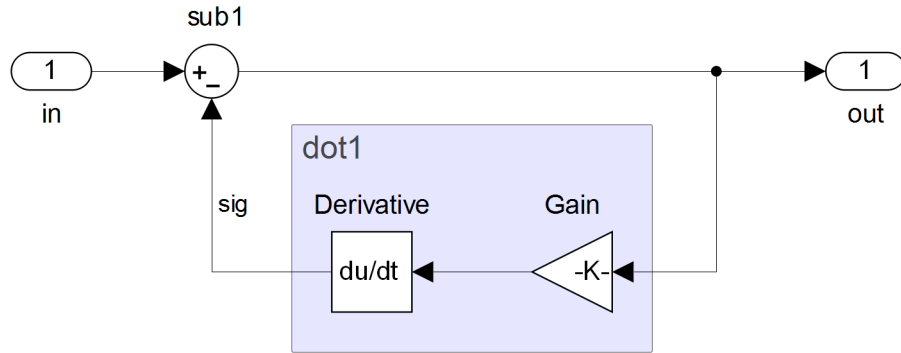 sub1
1
+
−
1
in
out
dot1
sig
Derivative
Gain
du/dt
-K-